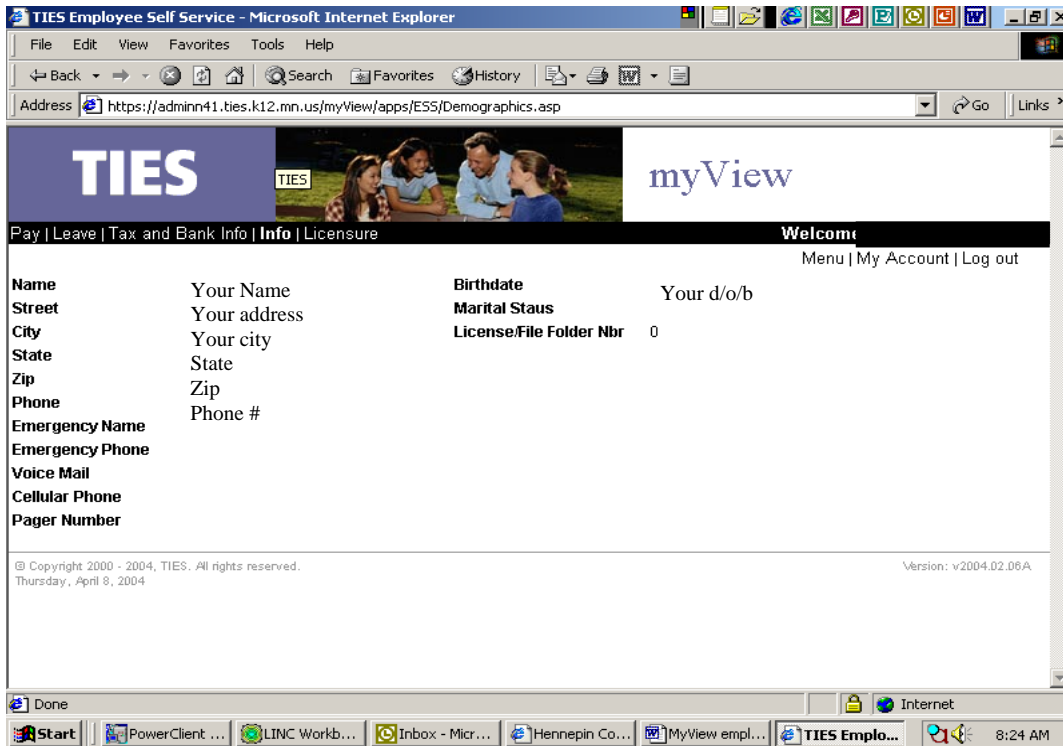 TIES Employee Self Service - Microsoft Internet Explorer
File Edit View Favorites Tools Help
Back Search Favorites History
Address https://adminn41.ties.k12.mn.us/myView/apps/ESS/Demographics.asp Go Links
TIES TIES myView
Pay | Leave | Tax and Bank Info | Info | Licensure Welcome
Menu | My Account | Log out
Name Your Name Birthdate Your d/o/b
Street Your address Marital Staus
City Your city License/File Folder Nbr 0
State State
Zip Zip
Phone Phone #
Emergency Name
Emergency Phone
Voice Mail
Cellular Phone
Pager Number
© Copyright 2000 - 2004, TIES. All rights reserved. Version: v2004.02.06A
Thursday, April 8, 2004
Done Internet
Start PowerClient ... LINC Workb... Inbox - Micr... Hennepin Co... MyView empl... TIES Emplo... 8:24 AM